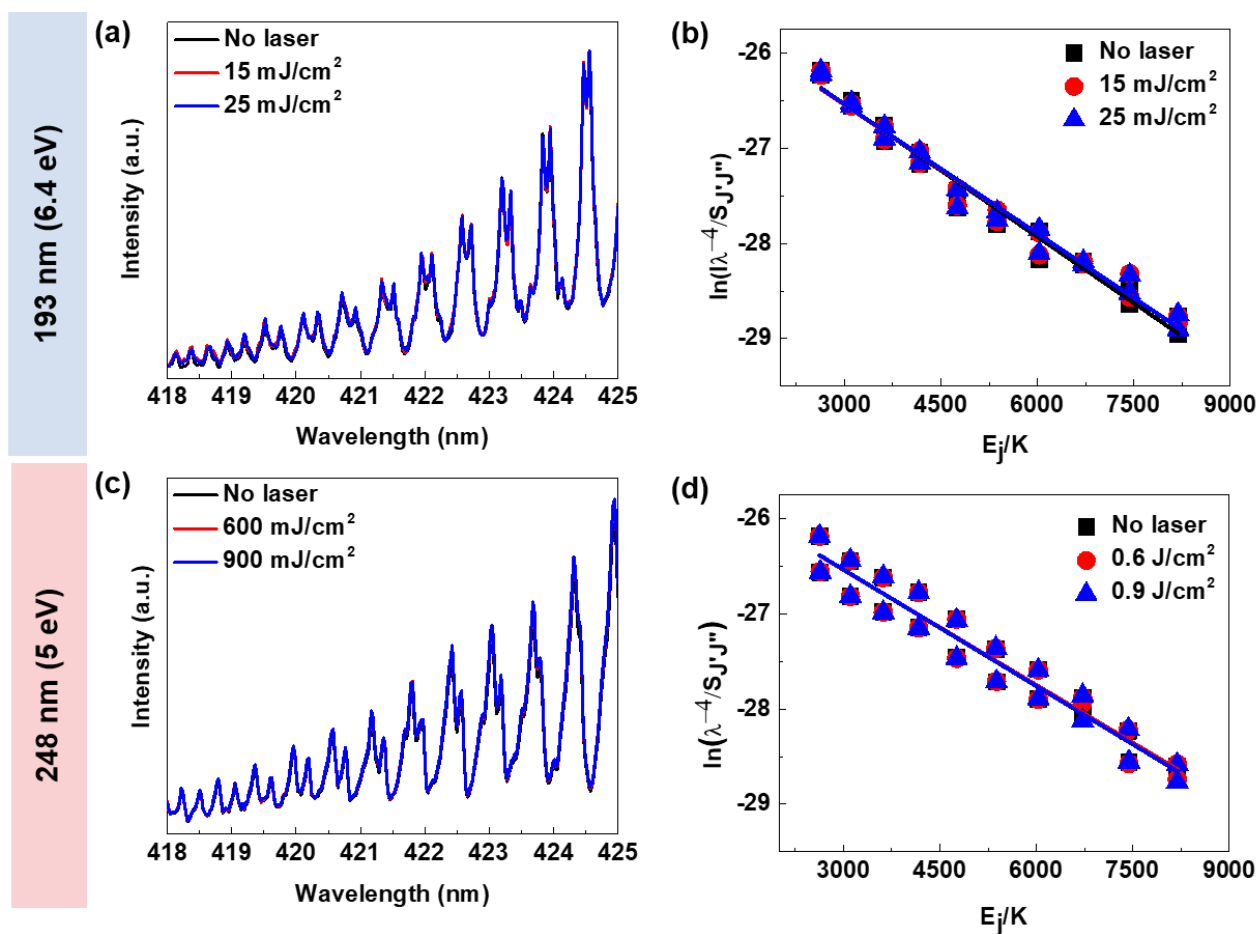 193 nm (6.4 eV)
(a)
No laser
15 mJ/cm²
25 mJ/cm²
Intensity (a.u.)
418 419 420 421 422 423 424 425
Wavelength (nm)
(b)
No laser
15 mJ/cm²
25 mJ/cm²
ln(Iλ⁻⁴/S_J'J")
-26
-27
-28
-29
3000 4500 6000 7500 9000
E_j/K
248 nm (5 eV)
(c)
No laser
600 mJ/cm²
900 mJ/cm²
Intensity (a.u.)
418 419 420 421 422 423 424 425
Wavelength (nm)
(d)
No laser
0.6 J/cm²
0.9 J/cm²
ln(λ⁻⁴/S_J'J")
-26
-27
-28
-29
3000 4500 6000 7500 9000
E_j/K